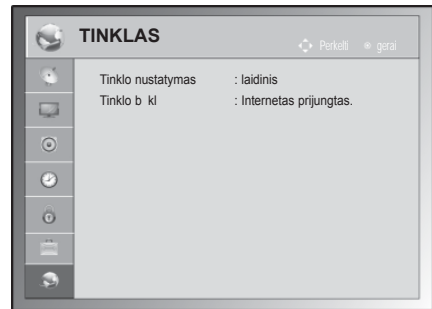 TINKLAS
Perkelti gerai
Tinklo nustatymas : laidinis
Tinklo b kl : Internetas prijungtas.